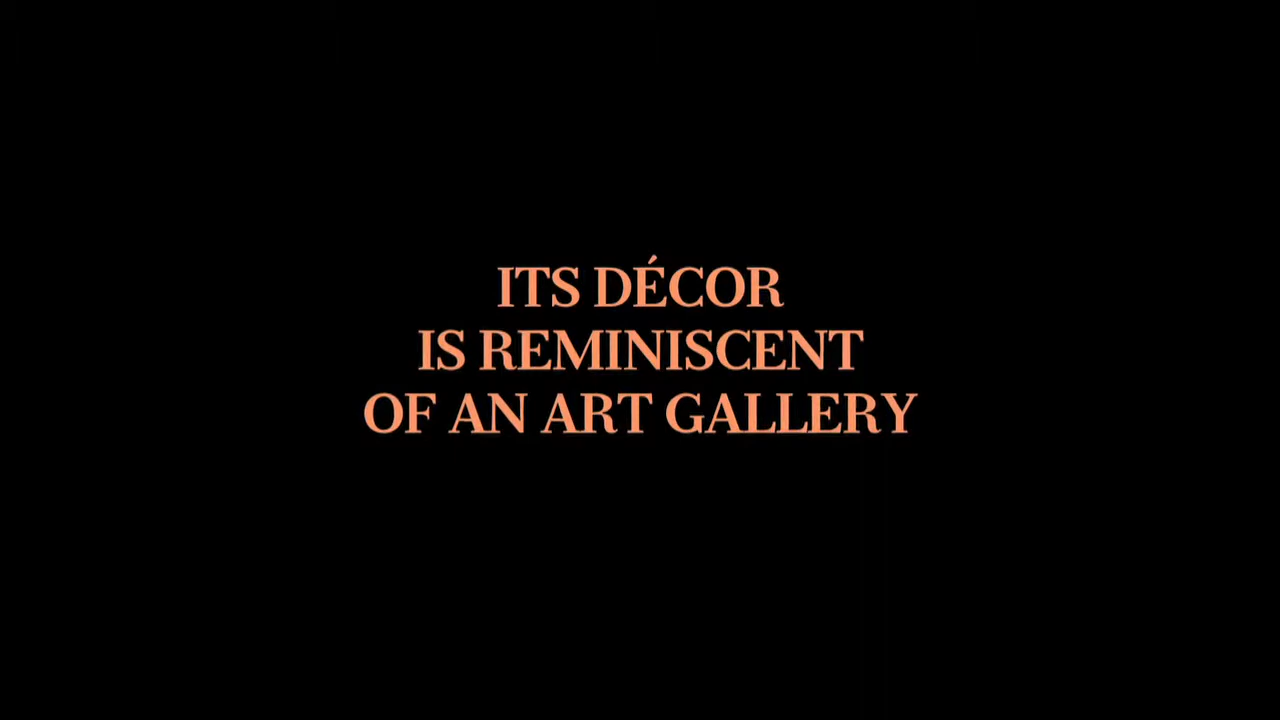 ITS DÉCOR
IS REMINISCENT
OF AN ART GALLERY